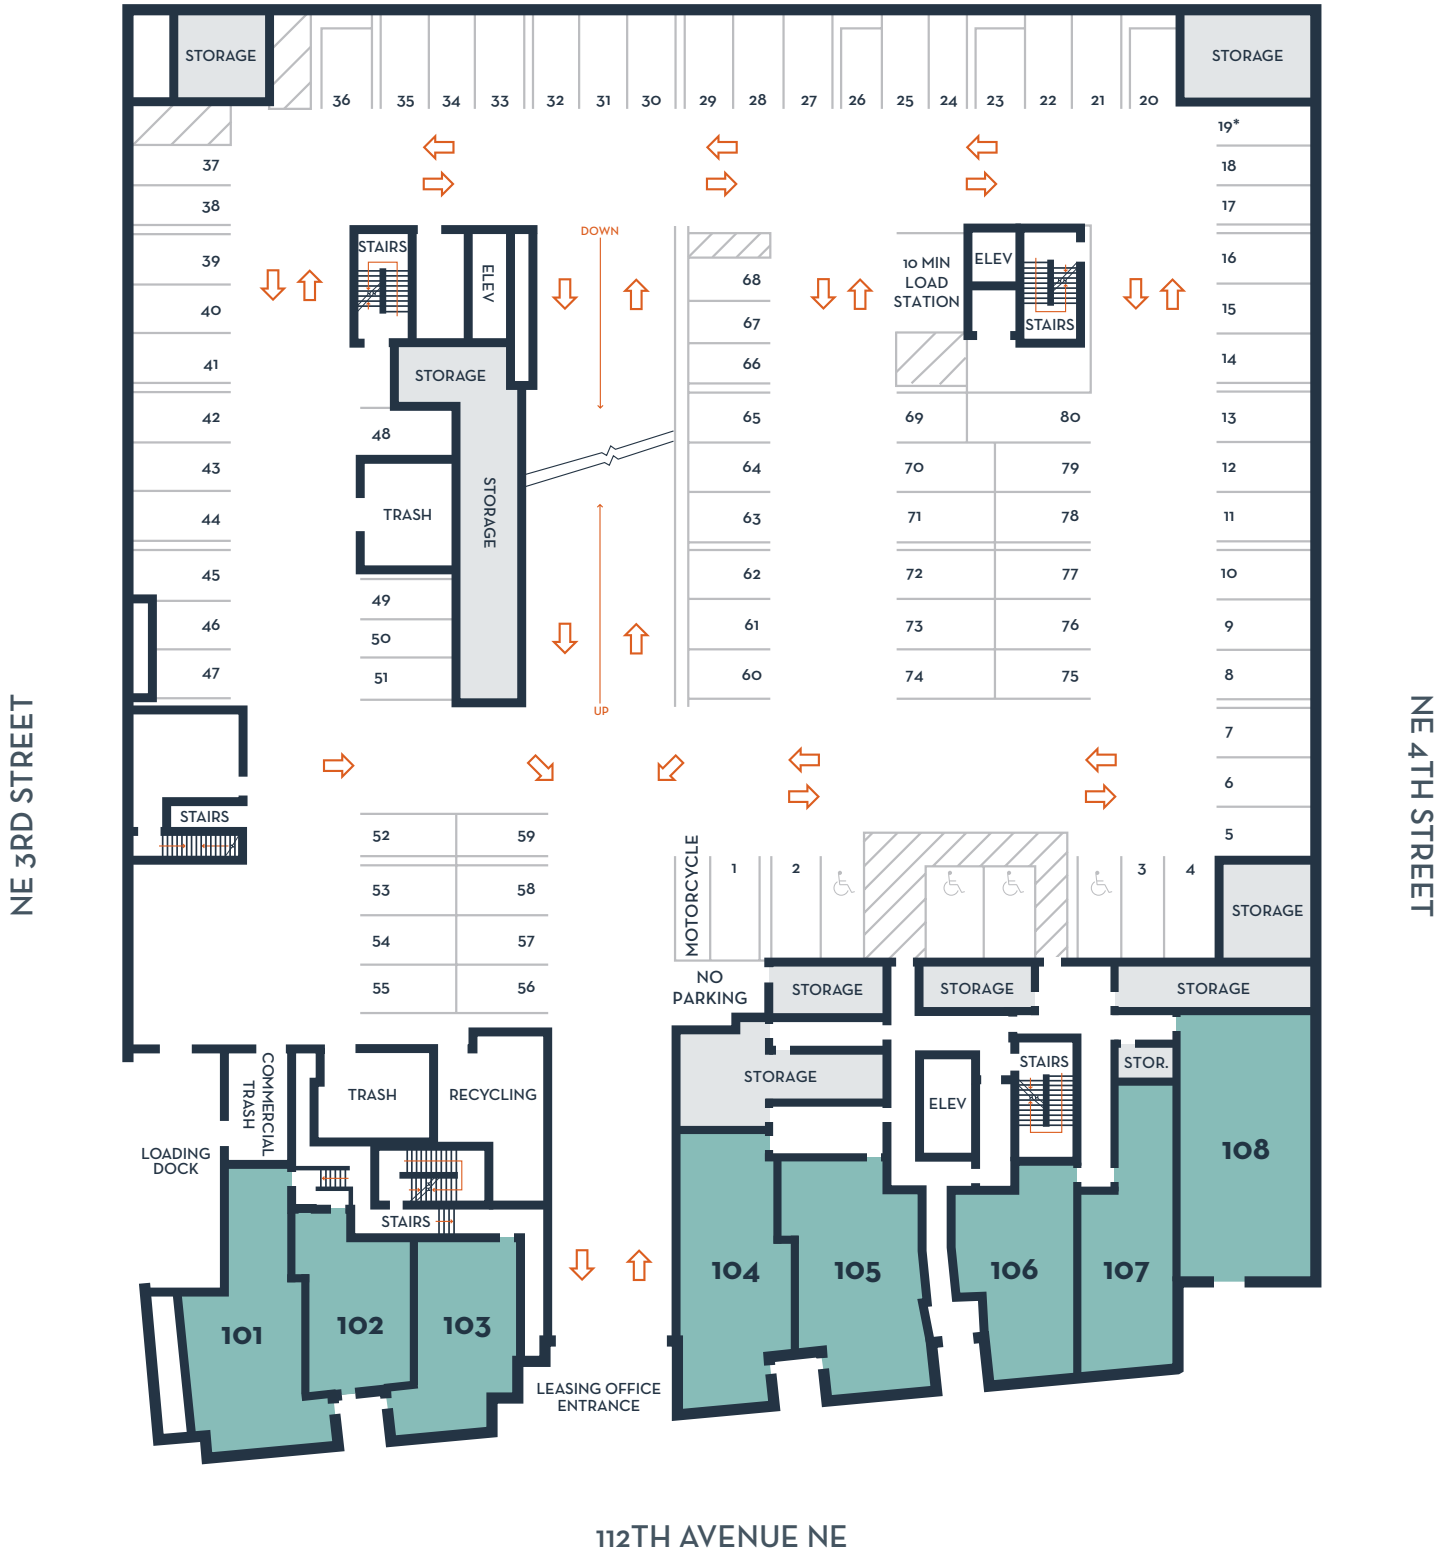 STORAGE
STORAGE
36
35
34
33
32
31
30
29
28
27
26
25
24
23
22
21
20
19*
18
17
16
15
14
13
12
11
10
9
8
7
6
5
37
38
39
40
41
42
43
44
45
46
47
STAIRS
ELEV
STORAGE
48
TRASH
STORAGE
49
50
51
DOWN
UP
68
67
66
65
64
63
62
61
60
10 MIN
LOAD
STATION
ELEV
STAIRS
69
80
70
79
71
78
72
77
73
76
74
75
NE 3RD STREET
NE 4TH STREET
STAIRS
52
59
53
58
54
57
55
56
MOTORCYCLE
1
2
3
4
STORAGE
NO
PARKING
STORAGE
STORAGE
STORAGE
STORAGE
STAIRS
STOR.
ELEV
COMMERCIAL
TRASH
TRASH
RECYCLING
LOADING
DOCK
STAIRS
101
102
103
104
105
106
107
108
LEASING OFFICE
ENTRANCE
112TH AVENUE NE